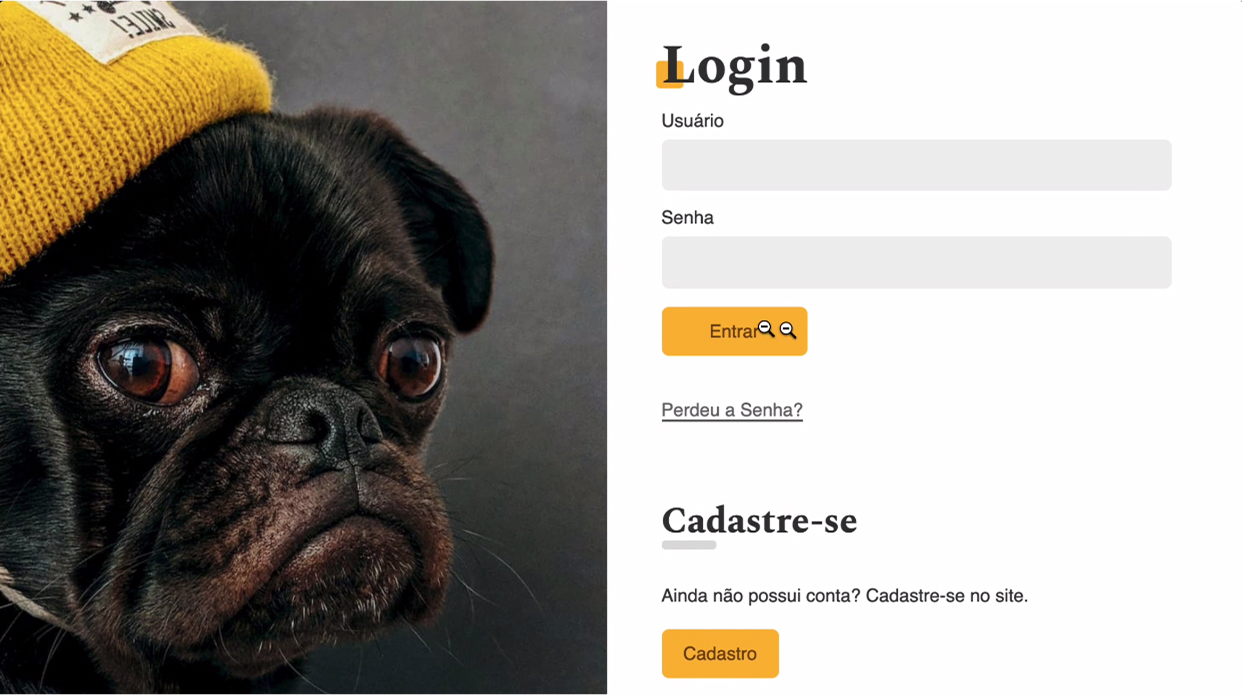 Login
Usuário
Senha
Entrar
Perdeu a Senha?
Cadastre-se
Ainda não possui conta? Cadastre-se no site.
Cadastro